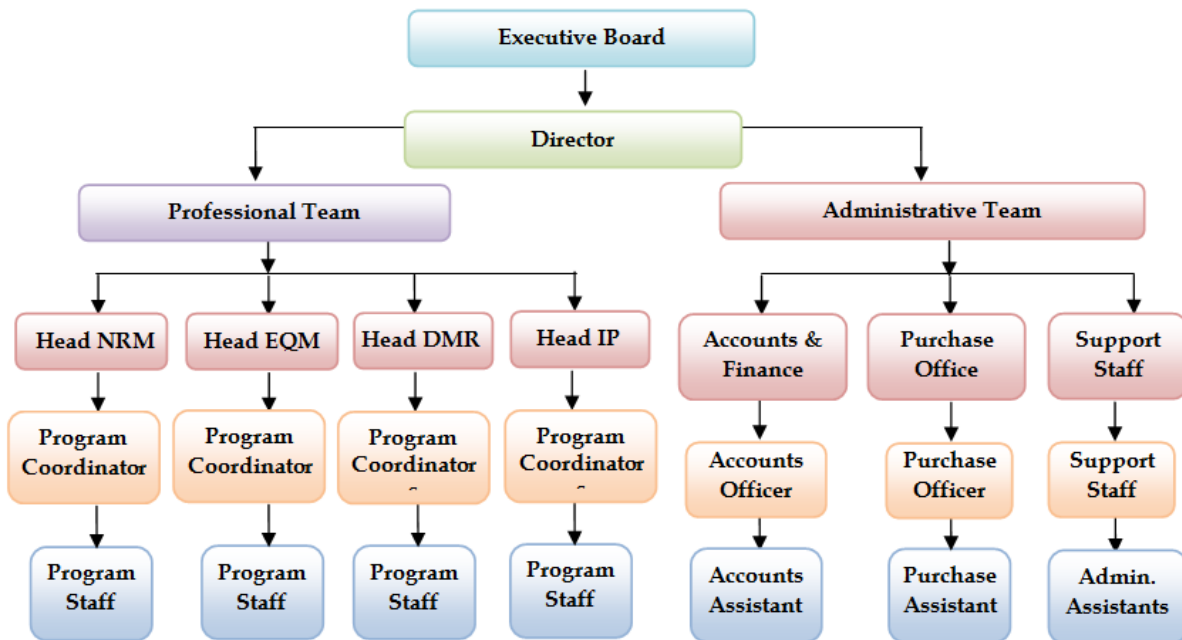 Executive Board
Director
Professional Team
Administrative Team
Head NRM
Head EQM
Head DMR
Head IP
Accounts &
Finance
Purchase
Office
Support
Staff
Program
Coordinator
Program
Coordinator
Program
Coordinator
s
Program
Coordinator
s
Accounts
Officer
Purchase
Officer
Support
Staff
Program
Staff
Program
Staff
Program
Staff
Program
Staff
Accounts
Assistant
Purchase
Assistant
Admin.
Assistants